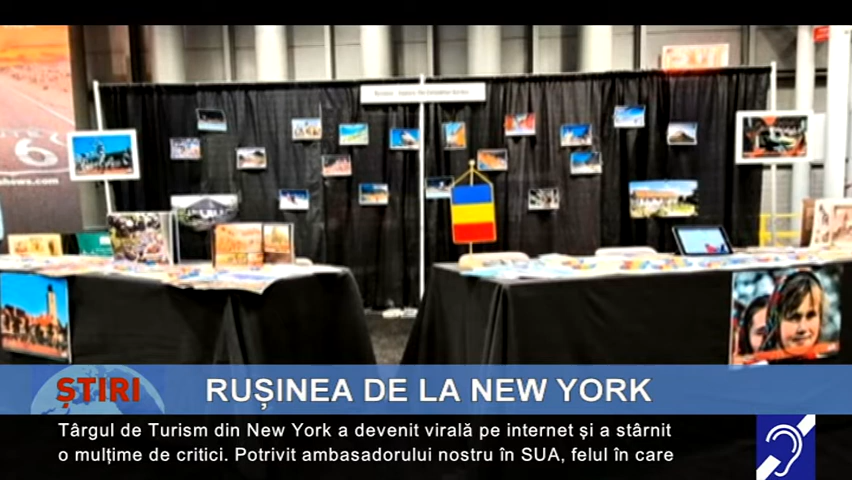 ȘTIRI
RUȘINEA DE LA NEW YORK
Târgul de Turism din New York a devenit virală pe internet și a stârnit
o mulțime de critici. Potrivit ambasadorului nostru în SUA, felul în care
6